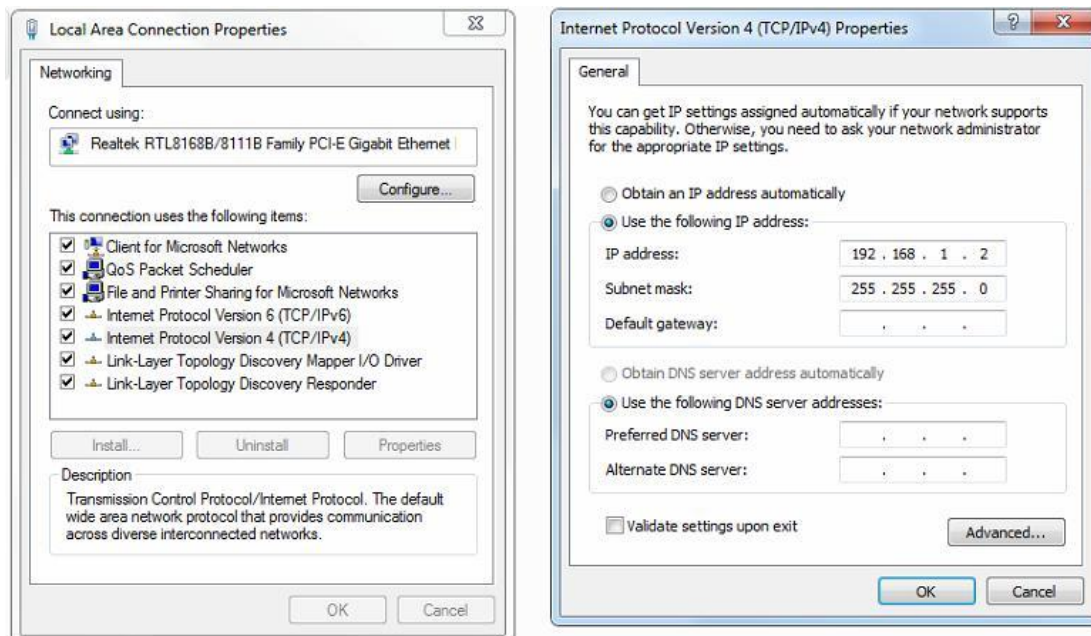 Local Area Connection Properties
Networking
Connect using:
Realtek RTL8168B/8111B Family PCI-E Gigabit Ethernet
Configure...
This connection uses the following items:
Client for Microsoft Networks
QoS Packet Scheduler
File and Printer Sharing for Microsoft Networks
Internet Protocol Version 6 (TCP/IPv6)
Internet Protocol Version 4 (TCP/IPv4)
Link-Layer Topology Discovery Mapper I/O Driver
Link-Layer Topology Discovery Responder
Install...
Uninstall
Properties
Description
Transmission Control Protocol/Internet Protocol. The default
wide area network protocol that provides communication
across diverse interconnected networks.
OK
Cancel
Internet Protocol Version 4 (TCP/IPv4) Properties
General
You can get IP settings assigned automatically if your network supports
this capability. Otherwise, you need to ask your network administrator
for the appropriate IP settings.
Obtain an IP address automatically
Use the following IP address:
IP address: 192 . 168 . 1 . 2
Subnet mask: 255 . 255 . 255 . 0
Default gateway: . . .
Obtain DNS server address automatically
Use the following DNS server addresses:
Preferred DNS server: . . .
Alternate DNS server: . . .
Validate settings upon exit
Advanced...
OK
Cancel